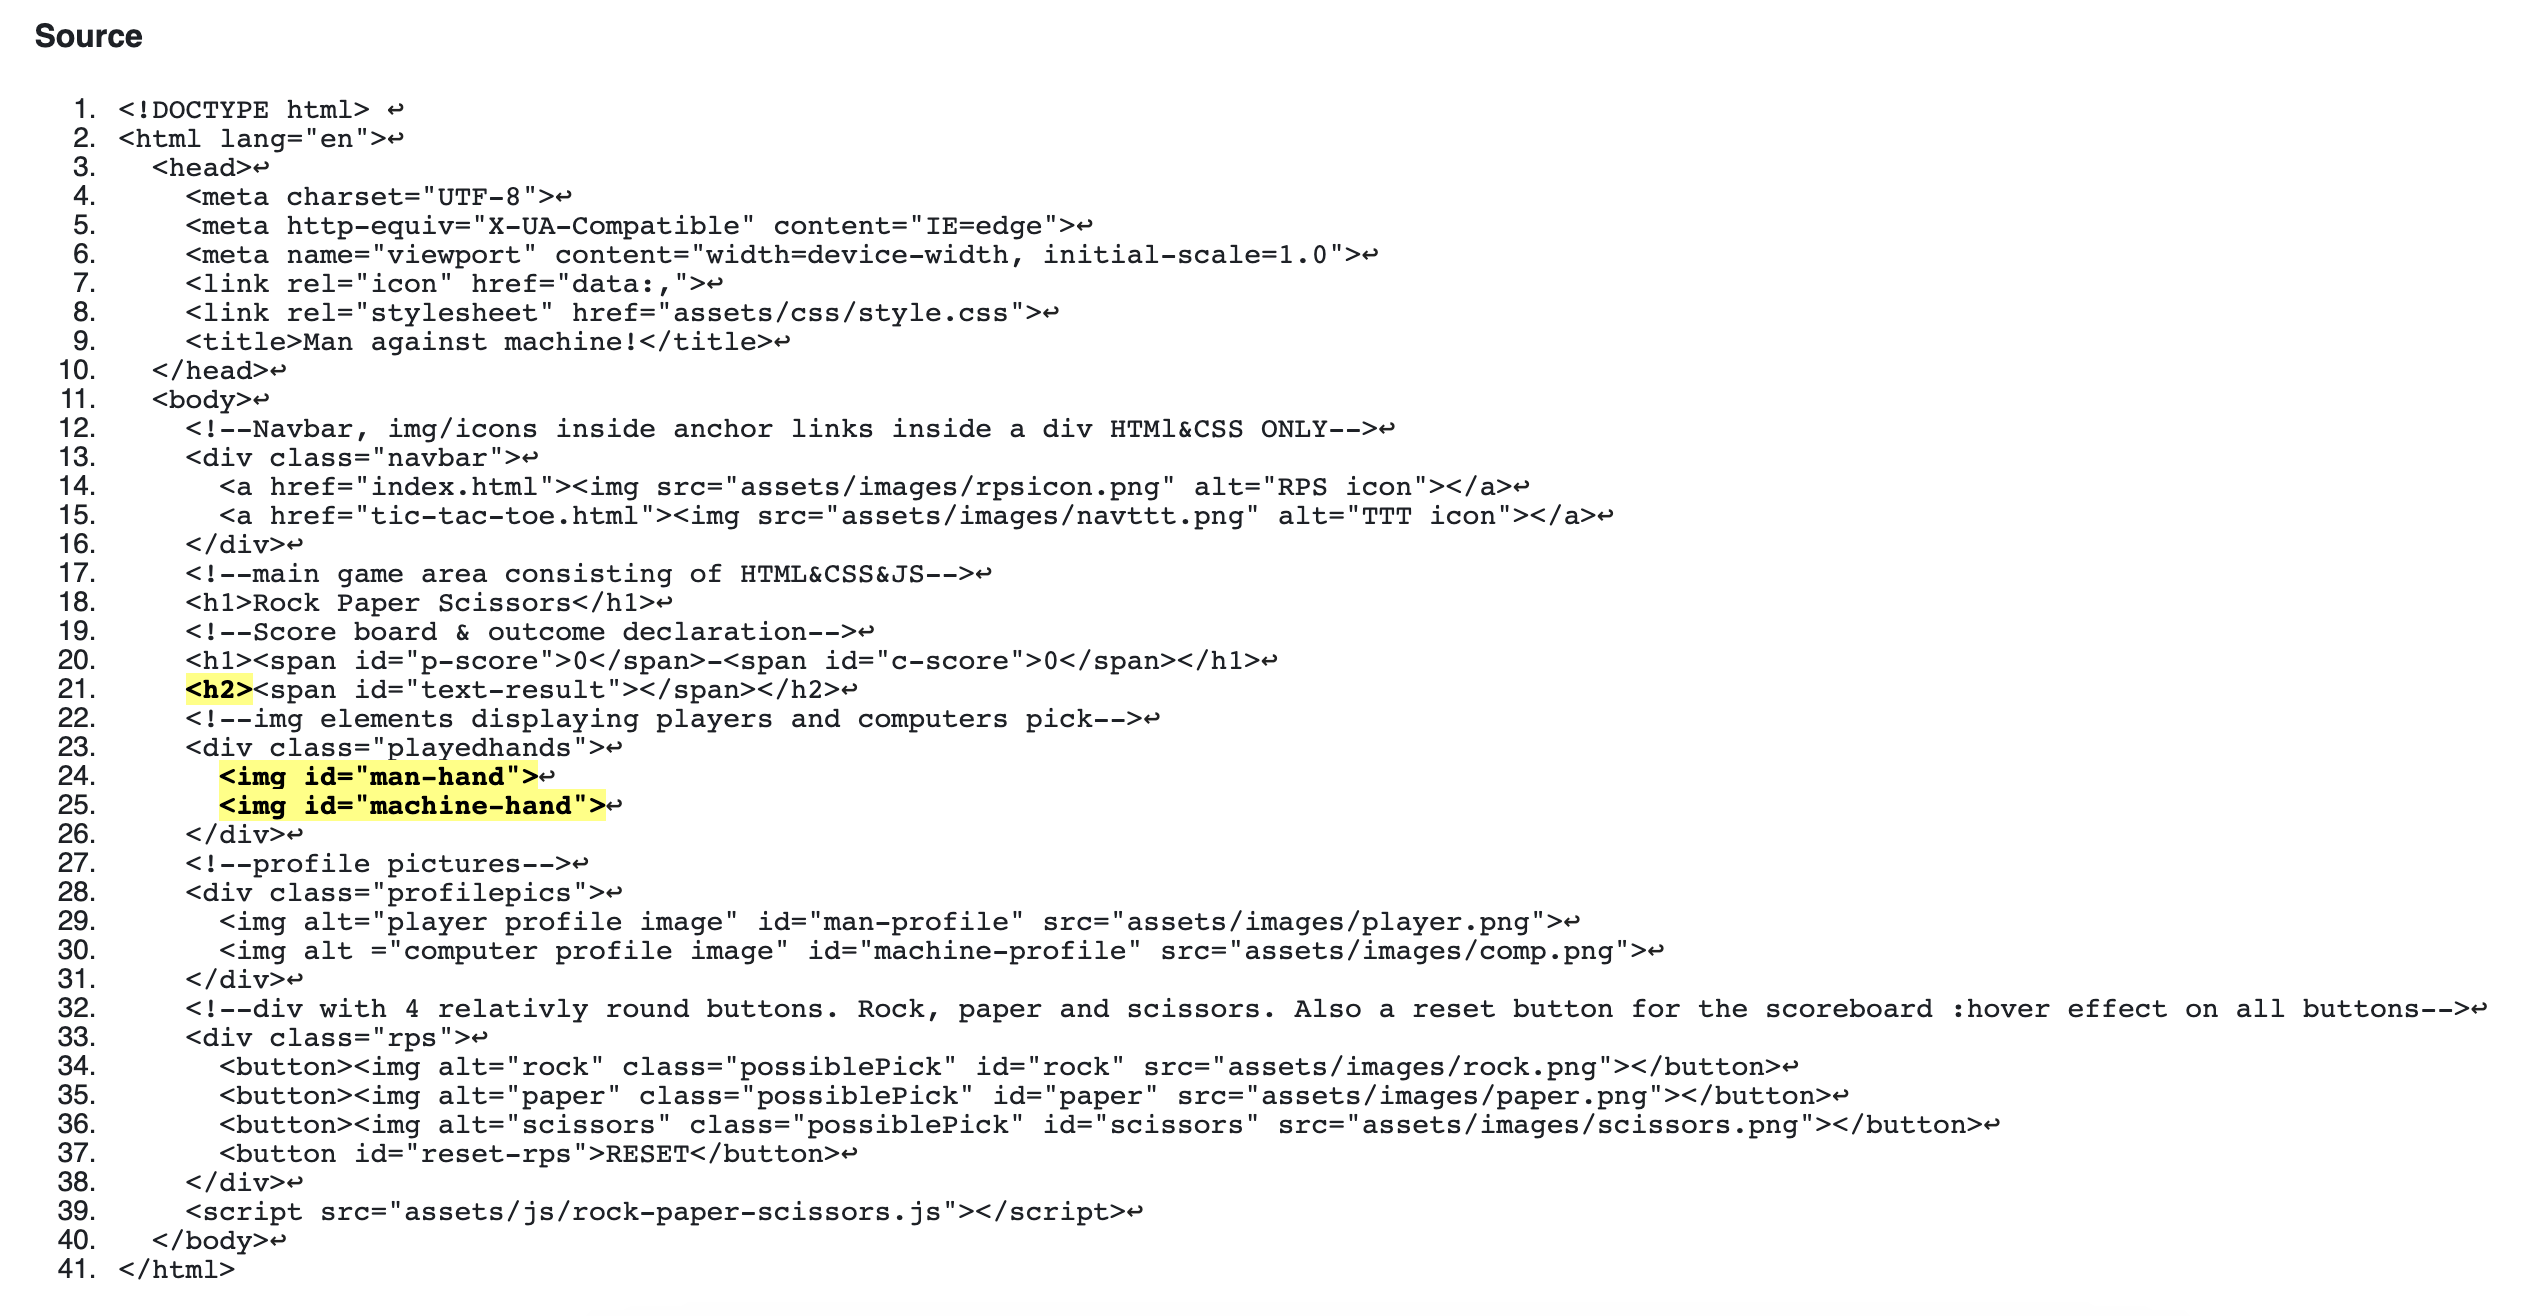 Source
1. <!DOCTYPE html> ↩
2. <html lang="en">↩
3.   <head>↩
4.     <meta charset="UTF-8">↩
5.     <meta http-equiv="X-UA-Compatible" content="IE=edge">↩
6.     <meta name="viewport" content="width=device-width, initial-scale=1.0">↩
7.     <link rel="icon" href="data:,">↩
8.     <link rel="stylesheet" href="assets/css/style.css">↩
9.     <title>Man against machine!</title>↩
10.   </head>↩
11.   <body>↩
12.     <!--Navbar, img/icons inside anchor links inside a div HTMl&CSS ONLY-->↩
13.     <div class="navbar">↩
14.       <a href="index.html"><img src="assets/images/rpsicon.png" alt="RPS icon"></a>↩
15.       <a href="tic-tac-toe.html"><img src="assets/images/navttt.png" alt="TTT icon"></a>↩
16.     </div>↩
17.     <!--main game area consisting of HTML&CSS&JS-->↩
18.     <h1>Rock Paper Scissors</h1>↩
19.     <!--Score board & outcome declaration-->↩
20.     <h1><span id="p-score">0</span>-<span id="c-score">0</span></h1>↩
21.     <h2><span id="text-result"></span></h2>↩
22.     <!--img elements displaying players and computers pick-->↩
23.     <div class="playedhands">↩
24.       <img id="man-hand">↩
25.       <img id="machine-hand">↩
26.     </div>↩
27.     <!--profile pictures-->↩
28.     <div class="profilepics">↩
29.       <img alt="player profile image" id="man-profile" src="assets/images/player.png">↩
30.       <img alt ="computer profile image" id="machine-profile" src="assets/images/comp.png">↩
31.     </div>↩
32.     <!--div with 4 relativly round buttons. Rock, paper and scissors. Also a reset button for the scoreboard :hover effect on all buttons-->↩
33.     <div class="rps">↩
34.       <button><img alt="rock" class="possiblePick" id="rock" src="assets/images/rock.png"></button>↩
35.       <button><img alt="paper" class="possiblePick" id="paper" src="assets/images/paper.png"></button>↩
36.       <button><img alt="scissors" class="possiblePick" id="scissors" src="assets/images/scissors.png"></button>↩
37.       <button id="reset-rps">RESET</button>↩
38.     </div>↩
39.     <script src="assets/js/rock-paper-scissors.js"></script>↩
40.   </body>↩
41. </html>